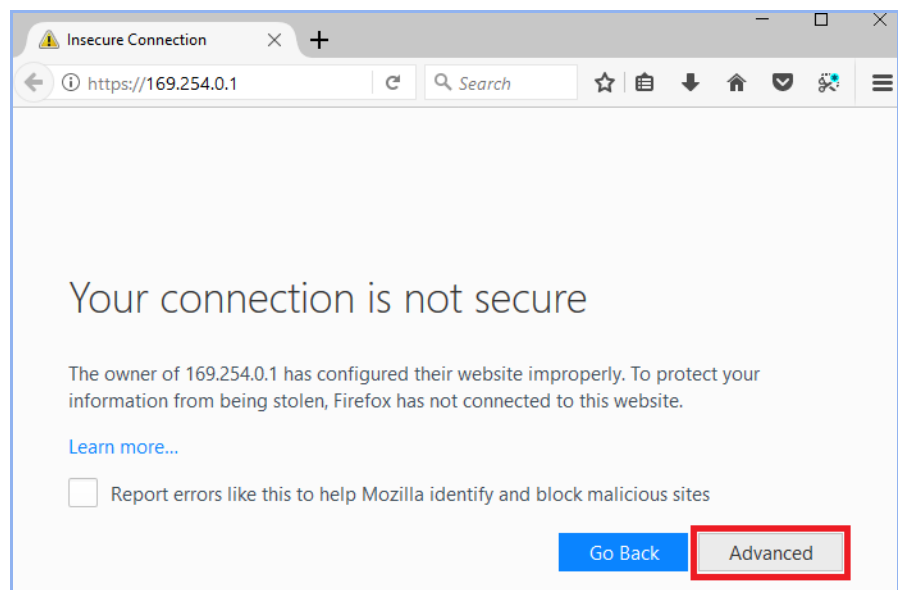 Insecure Connection
https://169.254.0.1
Search
Your connection is not secure
The owner of 169.254.0.1 has configured their website improperly. To protect your
information from being stolen, Firefox has not connected to this website.
Learn more...
Report errors like this to help Mozilla identify and block malicious sites
Go Back
Advanced